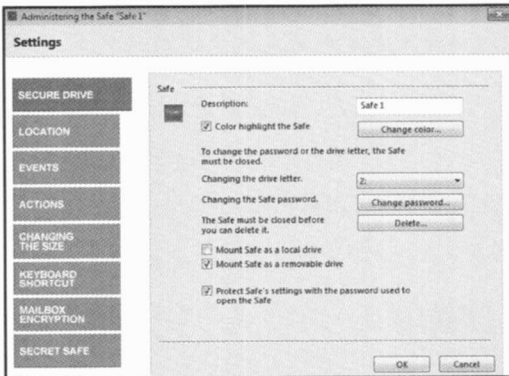 Administering the Safe "Safe 1"
Settings
SECURE DRIVE
LOCATION
EVENTS
ACTIONS
CHANGING
THE SIZE
KEYBOARD
SHORTCUT
MAILBOX
ENCRYPTION
SECRET SAFE
Safe
Description: Safe 1
Color highlight the Safe Change color...
To change the password or the drive letter, the Safe
must be closed.
Changing the drive letter. Z:
Changing the Safe password. Change password...
The Safe must be closed before
you can delete it. Delete...
Mount Safe as a local drive
Mount Safe as a removable drive
Protect Safe's settings with the password used to
open the Safe
OK Cancel